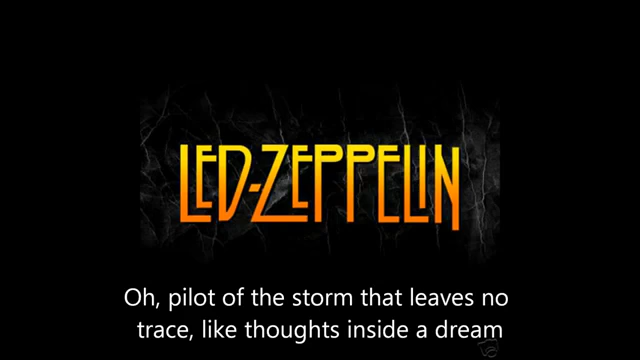 LED-ZEPPELIN
Oh, pilot of the storm that leaves no
trace, like thoughts inside a dream